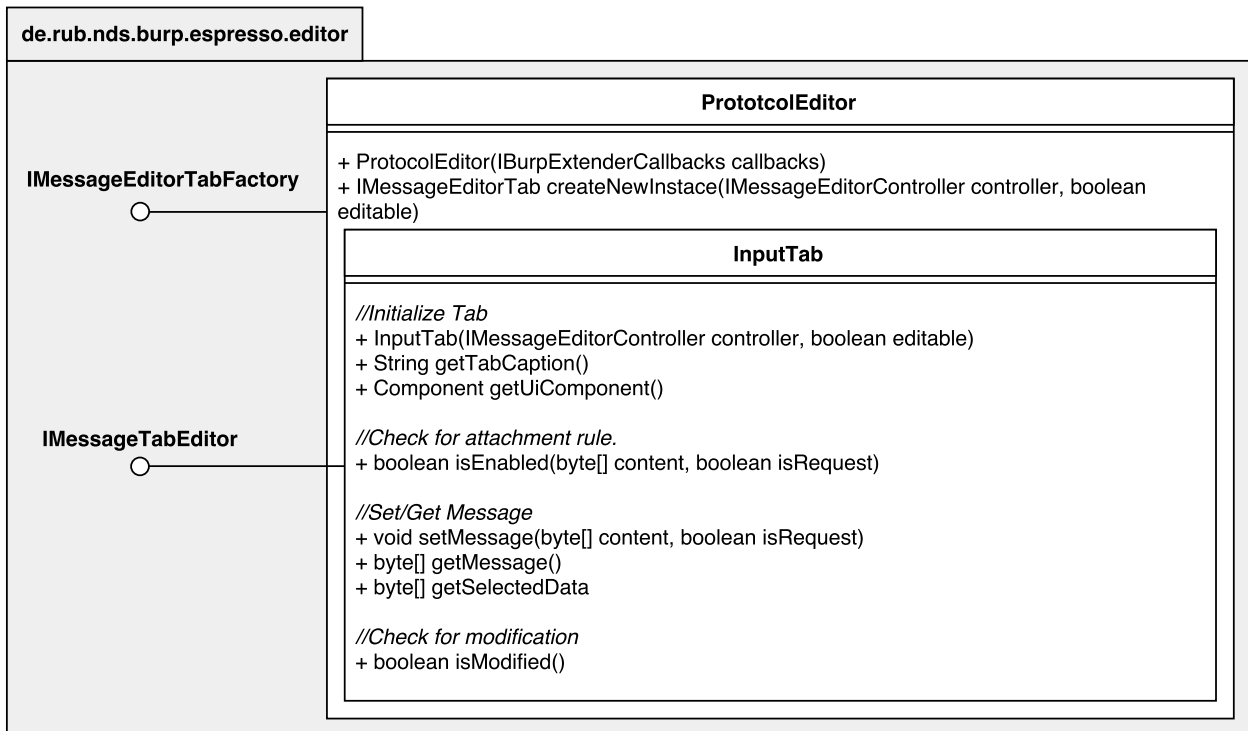 de.rub.nds.burp.espresso.editor
PrototcolEditor
+ ProtocolEditor(IBurpExtenderCallbacks callbacks)
+ IMessageEditorTab createNewInstace(IMessageEditorController controller, boolean
editable)
IMessageEditorTabFactory
InputTab
//Initialize Tab
+ InputTab(IMessageEditorController controller, boolean editable)
+ String getTabCaption()
+ Component getUiComponent()
IMessageTabEditor
//Check for attachment rule.
+ boolean isEnabled(byte[] content, boolean isRequest)
//Set/Get Message
+ void setMessage(byte[] content, boolean isRequest)
+ byte[] getMessage()
+ byte[] getSelectedData
//Check for modification
+ boolean isModified()